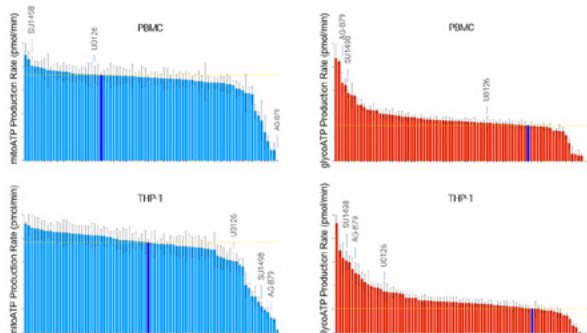 PBMC
SU1498
U0126
AG-879
mitoATP Production Rate (pmol/min)
PBMC
AG-879
SU1498
U0126
glycoATP Production Rate (pmol/min)
THP-1
U0126
SU1498
AG-879
mitoATP Production Rate (pmol/min)
THP-1
SU1498
AG-879
U0126
glycoATP Production Rate (pmol/min)